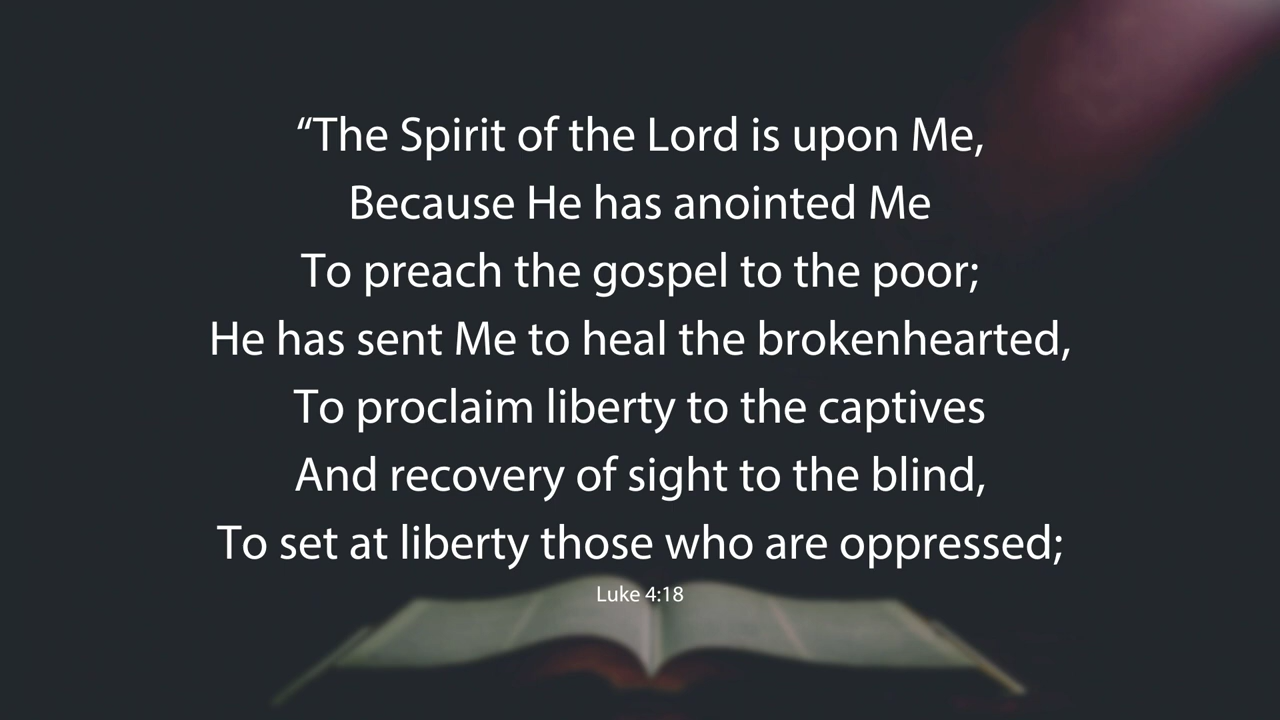 “The Spirit of the Lord is upon Me,
Because He has anointed Me
To preach the gospel to the poor;
He has sent Me to heal the brokenhearted,
To proclaim liberty to the captives
And recovery of sight to the blind,
To set at liberty those who are oppressed;
Luke 4:18